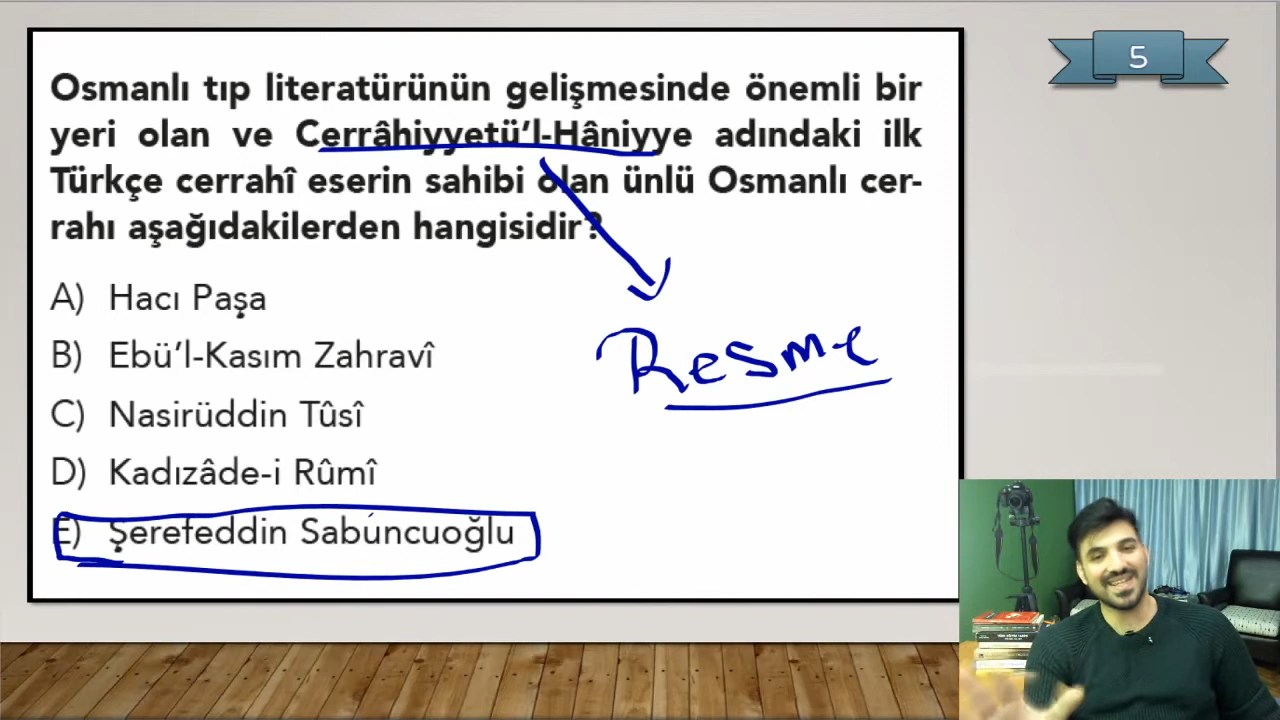 5
Osmanlı tıp literatürünün gelişmesinde önemli bir
yeri olan ve Cerrâhiyyetü’l-Hâniyye adındaki ilk
Türkçe cerrahî eserin sahibi olan ünlü Osmanlı cer-
rahı aşağıdakilerden hangisidir?
A) Hacı Paşa
B) Ebü’l-Kasım Zahravî
Resme
C) Nasirüddin Tûsî
D) Kadızâde-i Rûmî
E) Şerefeddin Sabuncuoğlu